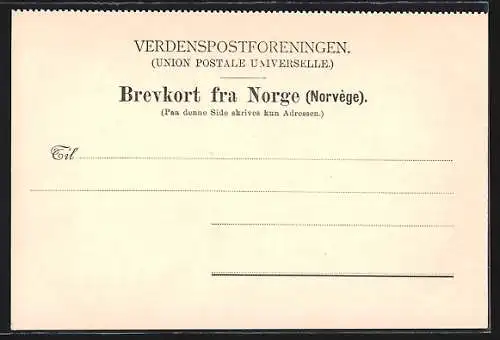 VERDENSPOSTFORENINGEN.
(UNION POSTALE UNIVERSELLE.)
Brevkort fra Norge (Norvège).
(Paa denne Side skrives kun Adressen.)
Til